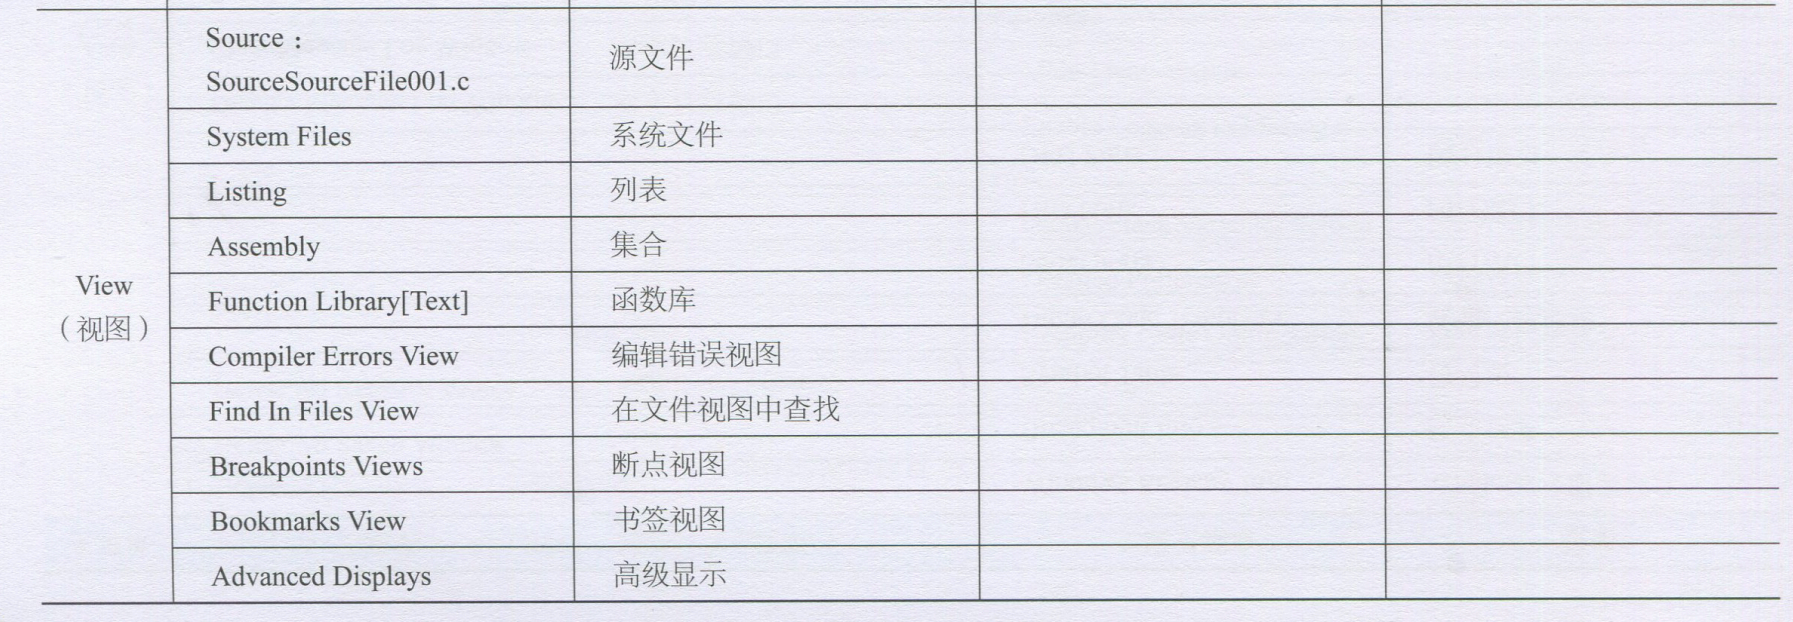 Source：
SourceSourceFile001.c
源文件
System Files 系统文件
Listing 列表
Assembly 集合
View
（视图）
Function Library[Text] 函数库
Compiler Errors View 编辑错误视图
Find In Files View 在文件视图中查找
Breakpoints Views 断点视图
Bookmarks View 书签视图
Advanced Displays 高级显示